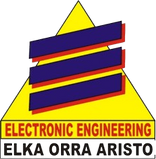 ELECTRONIC ENGINEERING
ELKA ORRA ARISTO